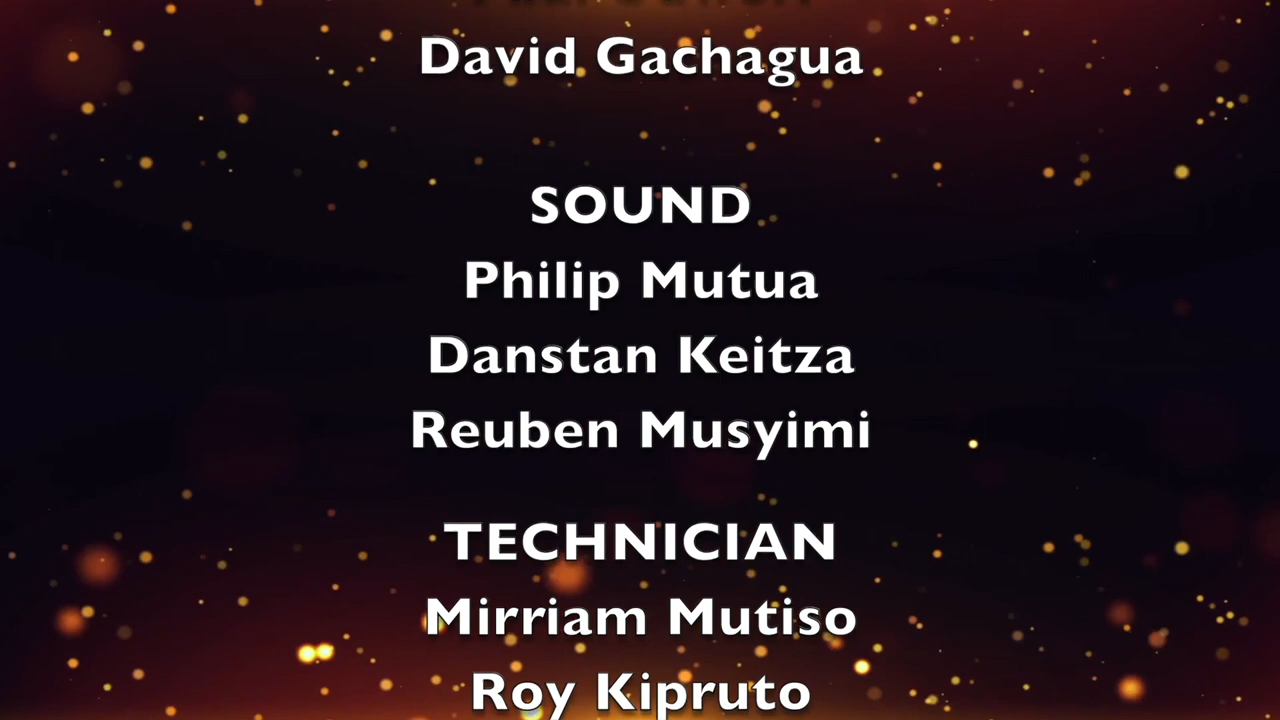 David Gachagua
SOUND
Philip Mutua
Danstan Keitza
Reuben Musyimi
TECHNICIAN
Mirriam Mutiso
Roy Kipruto